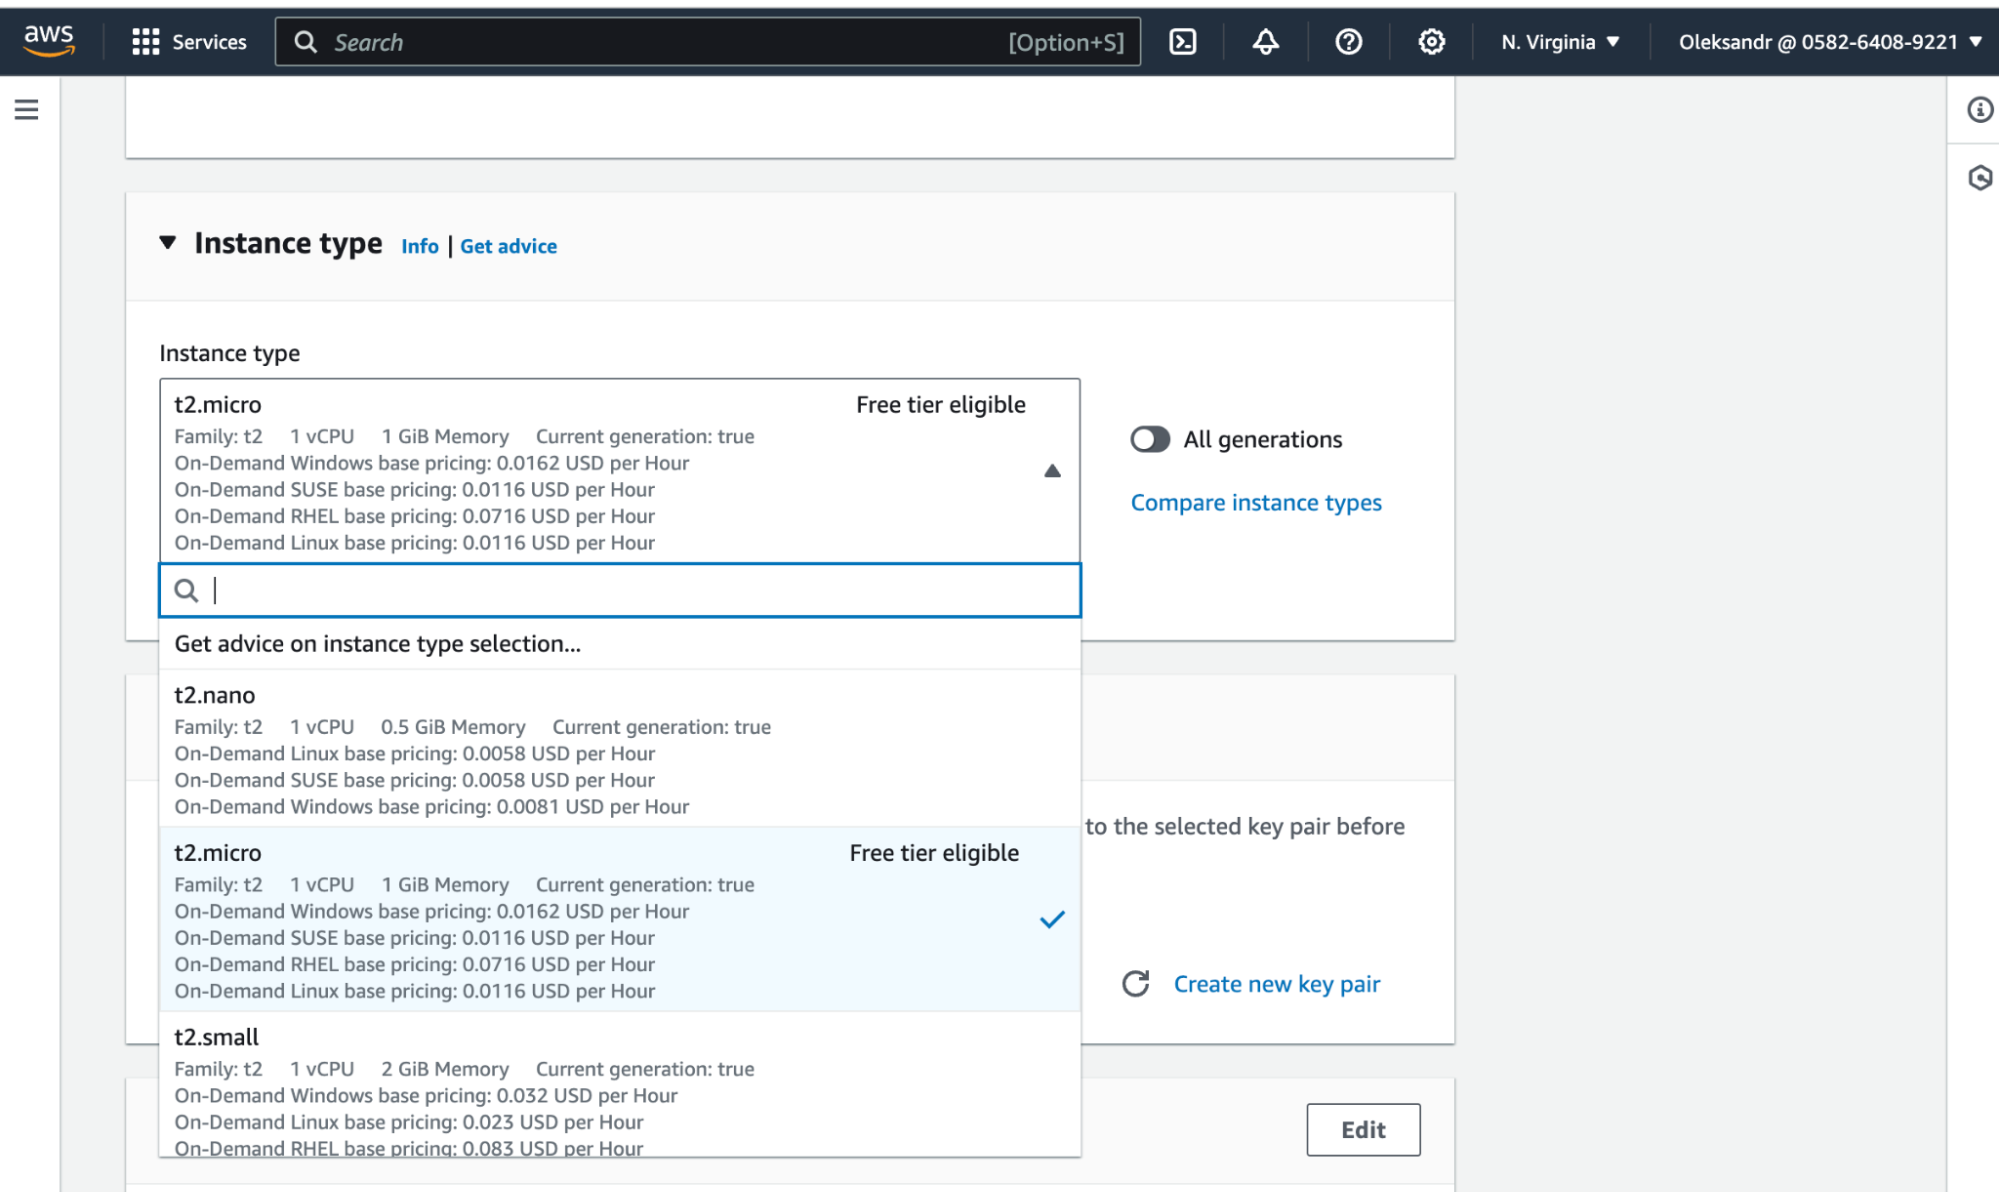 aws Services Search [Option+S] N. Virginia Oleksandr @ 0582-6408-9221
Instance type Info | Get advice
Instance type
t2.micro Free tier eligible
Family: t2 1 vCPU 1 GiB Memory Current generation: true
On-Demand Windows base pricing: 0.0162 USD per Hour
On-Demand SUSE base pricing: 0.0116 USD per Hour
On-Demand RHEL base pricing: 0.0716 USD per Hour
On-Demand Linux base pricing: 0.0116 USD per Hour
All generations
Compare instance types
Get advice on instance type selection...
t2.nano
Family: t2 1 vCPU 0.5 GiB Memory Current generation: true
On-Demand Linux base pricing: 0.0058 USD per Hour
On-Demand SUSE base pricing: 0.0058 USD per Hour
On-Demand Windows base pricing: 0.0081 USD per Hour
to the selected key pair before
t2.micro Free tier eligible
Family: t2 1 vCPU 1 GiB Memory Current generation: true
On-Demand Windows base pricing: 0.0162 USD per Hour
On-Demand SUSE base pricing: 0.0116 USD per Hour
On-Demand RHEL base pricing: 0.0716 USD per Hour
On-Demand Linux base pricing: 0.0116 USD per Hour
Create new key pair
t2.small
Family: t2 1 vCPU 2 GiB Memory Current generation: true
On-Demand Windows base pricing: 0.032 USD per Hour
On-Demand Linux base pricing: 0.023 USD per Hour
On-Demand RHEL base pricing: 0.083 USD per Hour
Edit